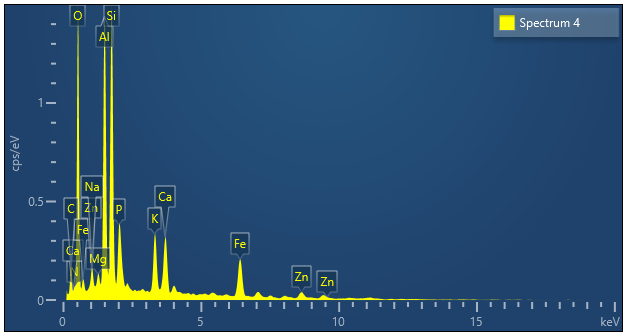 O
Si
Spectrum 4
Al
1
cps/eV
Na
Ca
0.5
C
Zn
P
K
Fe
Fe
Ca
Mg
N
Zn
Zn
0
0
5
10
15
keV